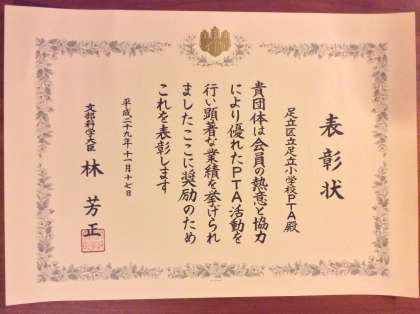 表彰状
足立区立足立小学校PTA殿
貴団体は会員の熱意と協力
により優れたPTA活動を
行い顕著な業績を挙げられ
ましたここに奨励のため
これを表彰します
平成二十九年十一月十七日
文部科学大臣 林芳正